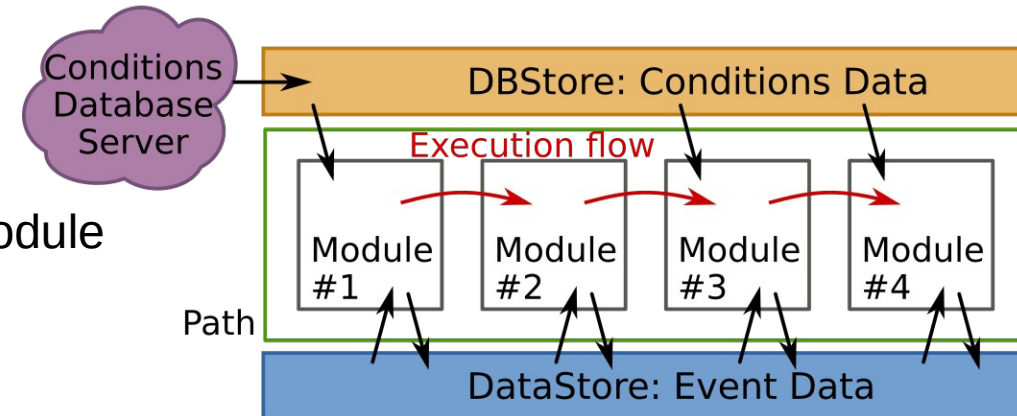 Conditions
Database
Server
DBStore: Conditions Data
Execution flow
Module
#1
Module
#2
Module
#3
Module
#4
Path
DataStore: Event Data